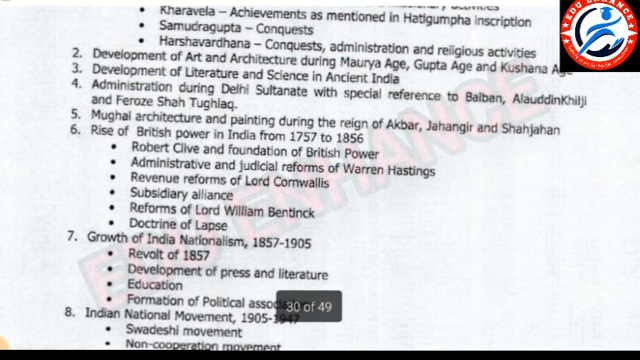 Kharavela – Achievements as mentioned in Hatigumpha inscription
EDU ENHANCE
• Samudragupta – Conquests
• Harshavardhana – Conquests, administration and religious activities
2. Development of Art and Architecture during Maurya Age, Gupta Age and Kushana Age
3. Development of Literature and Science in Ancient India
4. Administration during Delhi Sultanate with special reference to Balban, AlauddinKhilji
and Feroze Shah Tughlaq.
5. Mughal architecture and painting during the reign of Akbar, Jahangir and Shahjahan
6. Rise of British power in India from 1757 to 1856
• Robert Clive and foundation of British Power
• Administrative and judicial reforms of Warren Hastings
• Revenue reforms of Lord Cornwallis
• Subsidiary alliance
• Reforms of Lord William Bentinck
• Doctrine of Lapse
7. Growth of India Nationalism, 1857-1905
• Revolt of 1857
• Development of press and literature
• Education
• Formation of Political
30 of 49
8. Indian National Movement, 1905-1947
• Swadeshi movement
• Non-cooperation movement
EDU ENHANCE